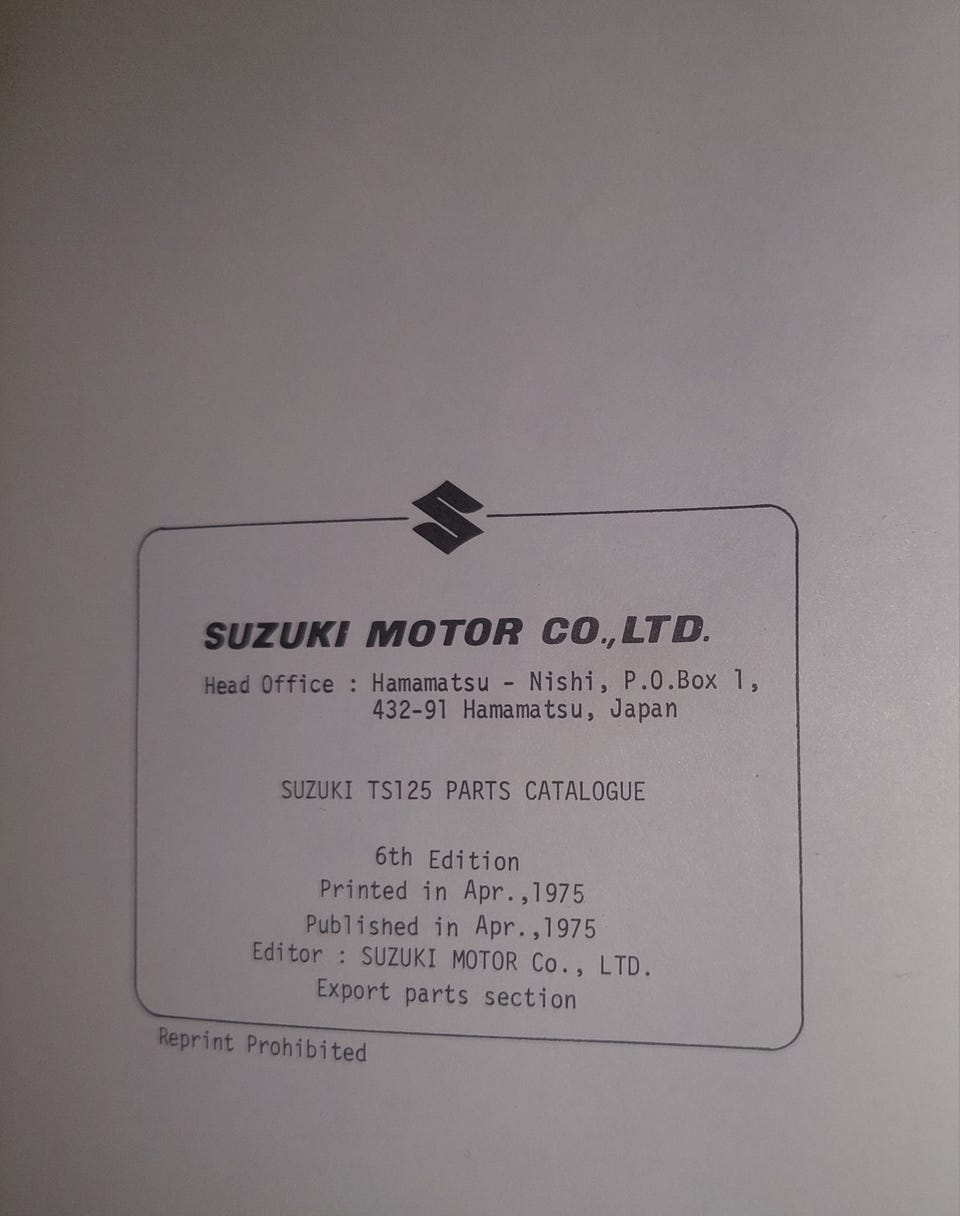 SUZUKI MOTOR CO.,LTD.
Head Office : Hamamatsu - Nishi, P.O.Box 1,
432-91 Hamamatsu, Japan
SUZUKI TS125 PARTS CATALOGUE
6th Edition
Printed in Apr.,1975
Published in Apr.,1975
Editor : SUZUKI MOTOR Co., LTD.
Export parts section
Reprint Prohibited